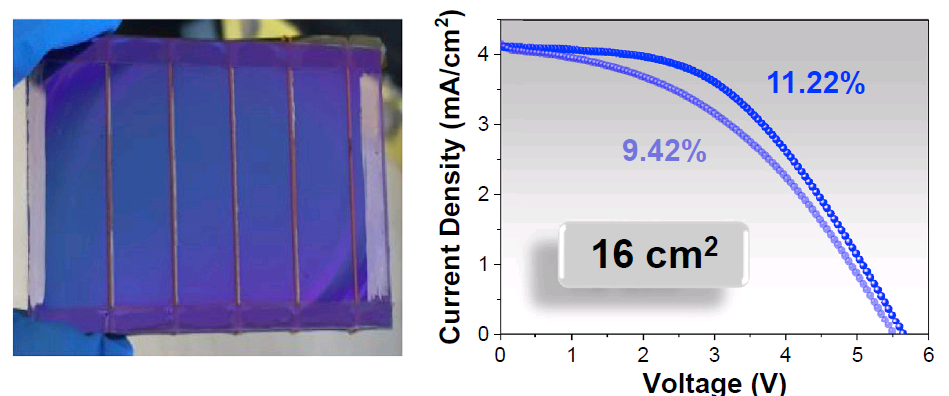 4
3
2
1
0
Current Density (mA/cm²)
11.22%
9.42%
16 cm²
0 1 2 3 4 5 6
Voltage (V)